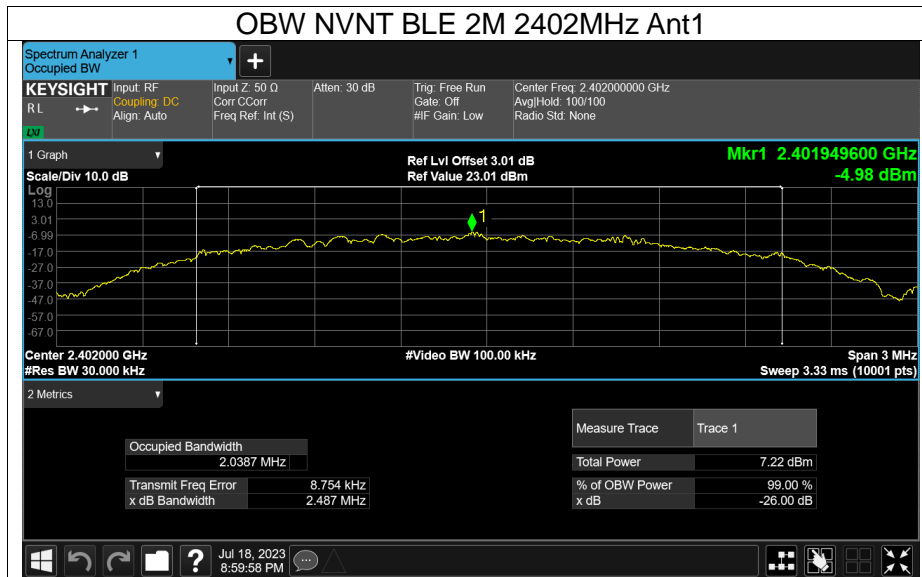 OBW NVNT BLE 2M 2402MHz Ant1
Spectrum Analyzer 1
Occupied BW
+
KEYSIGHT
R L
LXI
Input: RF
Coupling: DC
Align: Auto
Input Z: 50 Ω
Corr CCorr
Freq Ref: Int (S)
Atten: 30 dB
Trig: Free Run
Gate: Off
#IF Gain: Low
Center Freq: 2.402000000 GHz
Avg|Hold: 100/100
Radio Std: None
1 Graph
Scale/Div 10.0 dB
Ref Lvl Offset 3.01 dB
Ref Value 23.01 dBm
Mkr1 2.401949600 GHz
-4.98 dBm
Log
13.0
3.01
-6.99
-17.0
-27.0
-37.0
-47.0
-57.0
-67.0
1
Center 2.402000 GHz
#Res BW 30.000 kHz
#Video BW 100.00 kHz
Span 3 MHz
Sweep 3.33 ms (10001 pts)
2 Metrics
Measure Trace Trace 1
Occupied Bandwidth
2.0387 MHz
Total Power 7.22 dBm
Transmit Freq Error 8.754 kHz
% of OBW Power 99.00 %
x dB Bandwidth 2.487 MHz
x dB -26.00 dB
?
Jul 18, 2023
8:59:58 PM